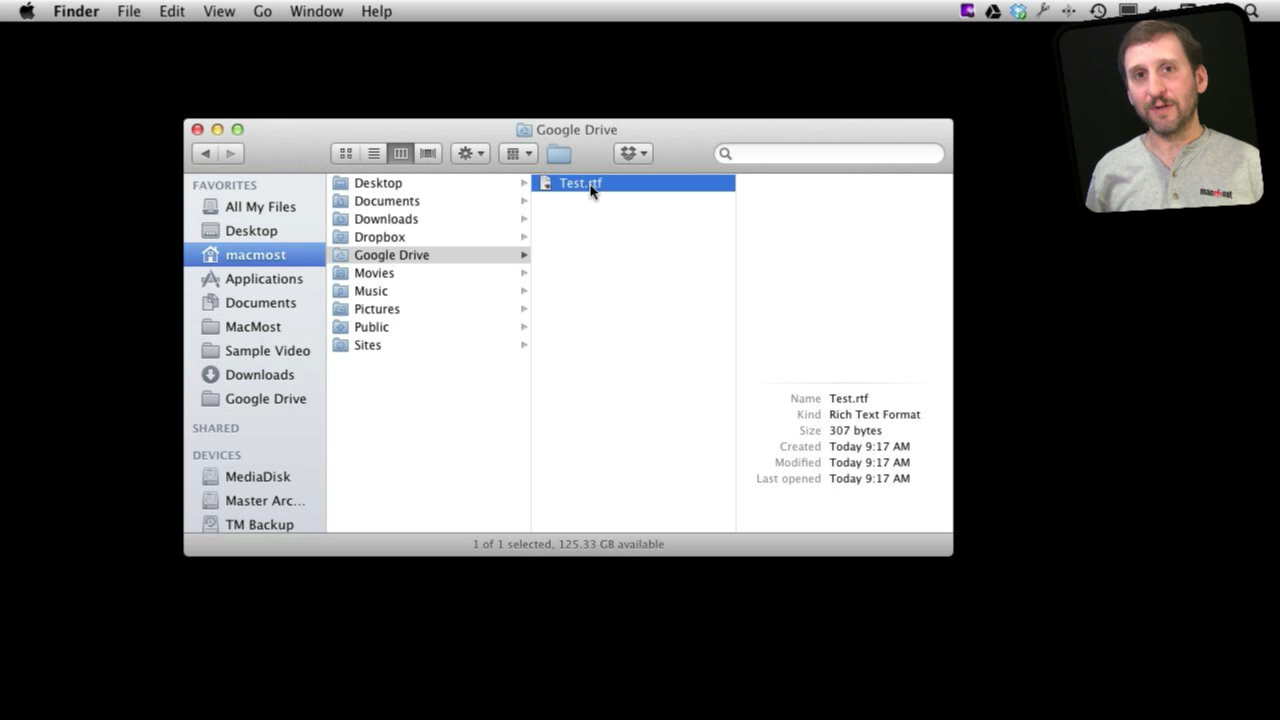 Finder File Edit View Go Window Help
Google Drive
FAVORITES
All My Files
Desktop
macmost
Applications
Documents
MacMost
Sample Video
Downloads
Google Drive
SHARED
DEVICES
MediaDisk
Master Arc...
TM Backup
Desktop
Documents
Downloads
Dropbox
Google Drive
Movies
Music
Pictures
Public
Sites
Test.rtf
Name Test.rtf
Kind Rich Text Format
Size 307 bytes
Created Today 9:17 AM
Modified Today 9:17 AM
Last opened Today 9:17 AM
1 of 1 selected, 125.33 GB available